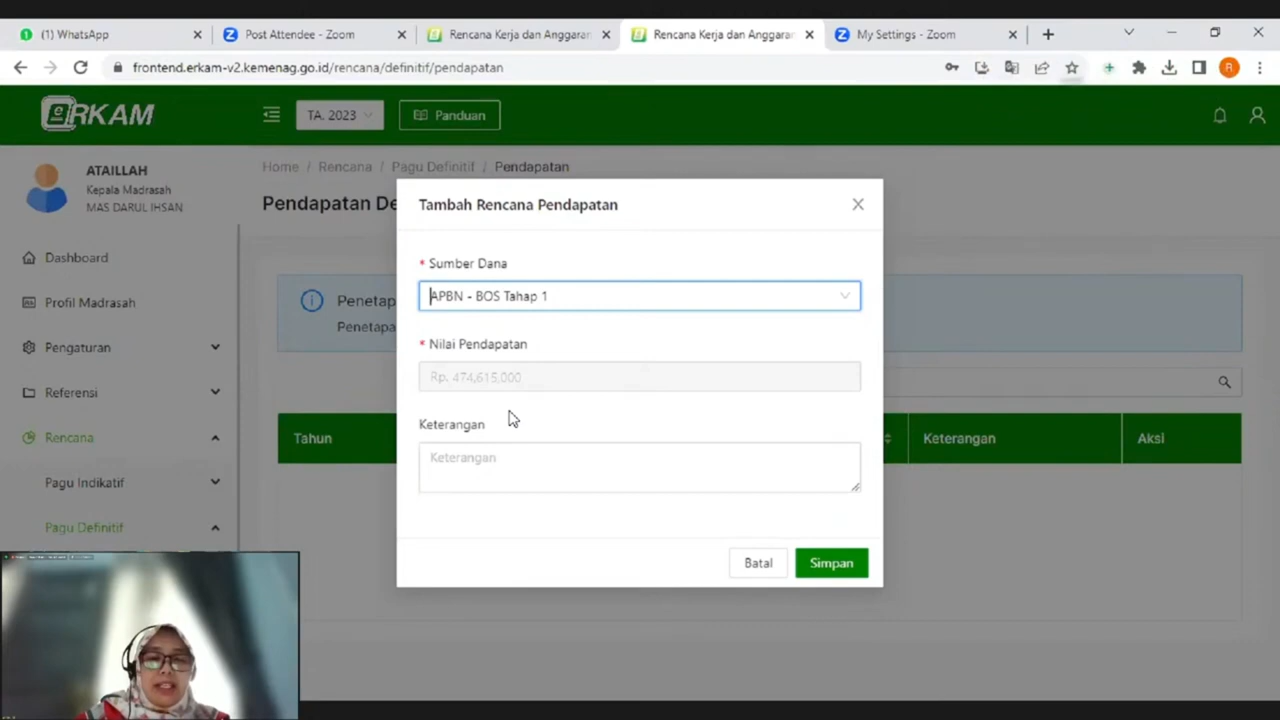 (1) WhatsApp
Post Attendee - Zoom
Rencana Kerja dan Anggaran
Rencana Kerja dan Anggaran
My Settings - Zoom
frontend.erkam-v2.kemenag.go.id/rencana/definitif/pendapatan
R
eRKAM
TA. 2023
Panduan
ATAILLAH
Kepala Madrasah
MAS DARUL IHSAN
Dashboard
Profil Madrasah
Pengaturan
Referensi
Rencana
Pagu Indikatif
Pagu Definitif
Home / Rencana / Pagu Definitif / Pendapatan
Pendapatan De
Penetap
Penetapa
Tahun
Keterangan
Aksi
Tambah Rencana Pendapatan
* Sumber Dana
APBN - BOS Tahap 1
* Nilai Pendapatan
Rp. 474,615,000
Keterangan
Keterangan
Batal
Simpan